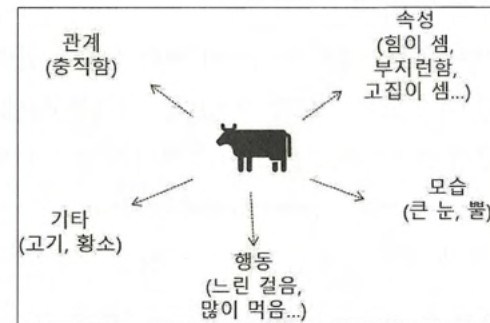 관계
(충직함)
속성
(힘이 셈,
부지런함,
고집이 셈...)
기타
(고기, 황소)
모습
(큰 눈, 뿔)
행동
(느린 걸음,
많이 먹음...)